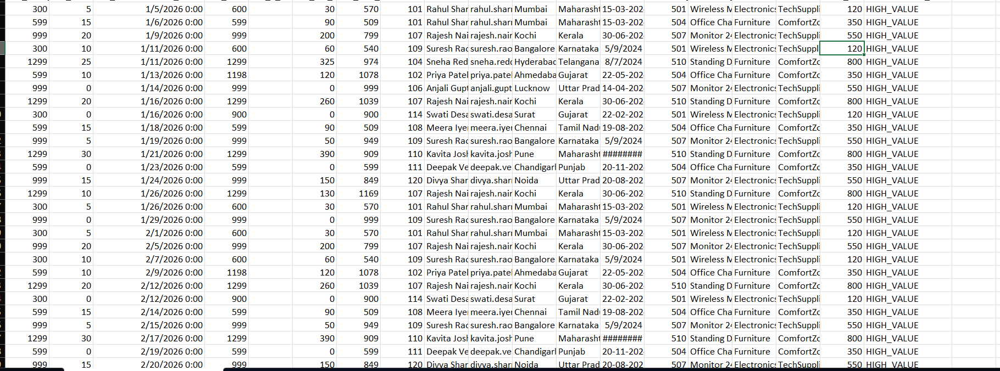 300 5 1/5/2026 0:00 600 30 570 101 Rahul Shar rahul.shar Mumbai Maharasht 15-03-202 501 Wireless M Electronics TechSuppli 120 HIGH_VALUE
599 15 1/6/2026 0:00 599 90 509 101 Rahul Shar rahul.shar Mumbai Maharasht 15-03-202 504 Office Cha Furniture ComfortZo 350 HIGH_VALUE
999 20 1/9/2026 0:00 999 200 799 107 Rajesh Nai rajesh.nair Kochi Kerala 30-06-202 507 Monitor 24 Electronics TechSuppli 550 HIGH_VALUE
300 10 1/11/2026 0:00 600 60 540 109 Suresh Rao suresh.rao Bangalore Karnataka 5/9/2024 501 Wireless M Electronics TechSuppl 120 HIGH_VALUE
1299 25 1/11/2026 0:00 1299 325 974 104 Sneha Red sneha.redd Hyderabad Telangana 8/7/2024 510 Standing D Furniture ComfortZo 800 HIGH_VALUE
599 10 1/13/2026 0:00 1198 120 1078 102 Priya Patel priya.patel Ahmedaba Gujarat 22-05-202 504 Office Cha Furniture ComfortZo 350 HIGH_VALUE
999 0 1/14/2026 0:00 999 0 999 106 Anjali Gupt anjali.gupt Lucknow Uttar Prad 14-04-202 507 Monitor 24 Electronics TechSuppli 550 HIGH_VALUE
1299 20 1/16/2026 0:00 1299 260 1039 107 Rajesh Nai rajesh.nair Kochi Kerala 30-06-202 510 Standing D Furniture ComfortZo 800 HIGH_VALUE
300 0 1/16/2026 0:00 900 0 900 114 Swati Desa swati.desa Surat Gujarat 22-02-202 501 Wireless M Electronics TechSuppli 120 HIGH_VALUE
599 15 1/18/2026 0:00 599 90 509 108 Meera Iye meera.iye Chennai Tamil Nad 19-08-202 504 Office Cha Furniture ComfortZo 350 HIGH_VALUE
999 5 1/19/2026 0:00 999 50 949 109 Suresh Rao suresh.rao Bangalore Karnataka 5/9/2024 507 Monitor 24 Electronics TechSuppli 550 HIGH_VALUE
1299 30 1/21/2026 0:00 1299 390 909 110 Kavita Josh kavita.josh Pune Maharasht ######## 510 Standing D Furniture ComfortZo 800 HIGH_VALUE
599 0 1/23/2026 0:00 599 0 599 111 Deepak Ve deepak.ve Chandigarh Punjab 20-11-202 504 Office Cha Furniture ComfortZo 350 HIGH_VALUE
999 15 1/24/2026 0:00 999 150 849 120 Divya Shar divya.shar Noida Uttar Prad 20-08-202 507 Monitor 24 Electronics TechSuppli 550 HIGH_VALUE
1299 10 1/26/2026 0:00 1299 130 1169 107 Rajesh Nai rajesh.nair Kochi Kerala 30-06-202 510 Standing D Furniture ComfortZo 800 HIGH_VALUE
300 5 1/26/2026 0:00 600 30 570 101 Rahul Shar rahul.shar Mumbai Maharasht 15-03-202 501 Wireless M Electronics TechSuppli 120 HIGH_VALUE
999 0 1/29/2026 0:00 999 0 999 109 Suresh Rao suresh.rao Bangalore Karnataka 5/9/2024 507 Monitor 24 Electronics TechSuppli 550 HIGH_VALUE
300 5 2/1/2026 0:00 600 30 570 101 Rahul Shar rahul.shar Mumbai Maharasht 15-03-202 501 Wireless M Electronics TechSuppli 120 HIGH_VALUE
999 20 2/5/2026 0:00 999 200 799 107 Rajesh Nai rajesh.nair Kochi Kerala 30-06-202 507 Monitor 24 Electronics TechSuppli 550 HIGH_VALUE
300 10 2/7/2026 0:00 600 60 540 109 Suresh Rao suresh.rao Bangalore Karnataka 5/9/2024 501 Wireless M Electronics TechSuppli 120 HIGH_VALUE
599 10 2/9/2026 0:00 1198 120 1078 102 Priya Patel priya.patel Ahmedaba Gujarat 22-05-202 504 Office Cha Furniture ComfortZo 350 HIGH_VALUE
1299 20 2/12/2026 0:00 1299 260 1039 107 Rajesh Nai rajesh.nair Kochi Kerala 30-06-202 510 Standing D Furniture ComfortZo 800 HIGH_VALUE
300 0 2/12/2026 0:00 900 0 900 114 Swati Desa swati.desa Surat Gujarat 22-02-202 501 Wireless M Electronics TechSuppli 120 HIGH_VALUE
599 15 2/14/2026 0:00 599 90 509 108 Meera Iye meera.iye Chennai Tamil Nad 19-08-202 504 Office Cha Furniture ComfortZo 350 HIGH_VALUE
999 5 2/15/2026 0:00 999 50 949 109 Suresh Rao suresh.rao Bangalore Karnataka 5/9/2024 507 Monitor 24 Electronics TechSuppli 550 HIGH_VALUE
1299 30 2/17/2026 0:00 1299 390 909 110 Kavita Josh kavita.josh Pune Maharasht ######## 510 Standing D Furniture ComfortZo 800 HIGH_VALUE
599 0 2/19/2026 0:00 599 0 599 111 Deepak Ve deepak.ve Chandigarh Punjab 20-11-202 504 Office Cha Furniture ComfortZo 350 HIGH_VALUE
999 15 2/20/2026 0:00 999 150 849 120 Divya Shar divya.shar Noida Uttar Prad 20-08-202 507 Monitor 24 Electronics TechSuppli 550 HIGH_VALUE